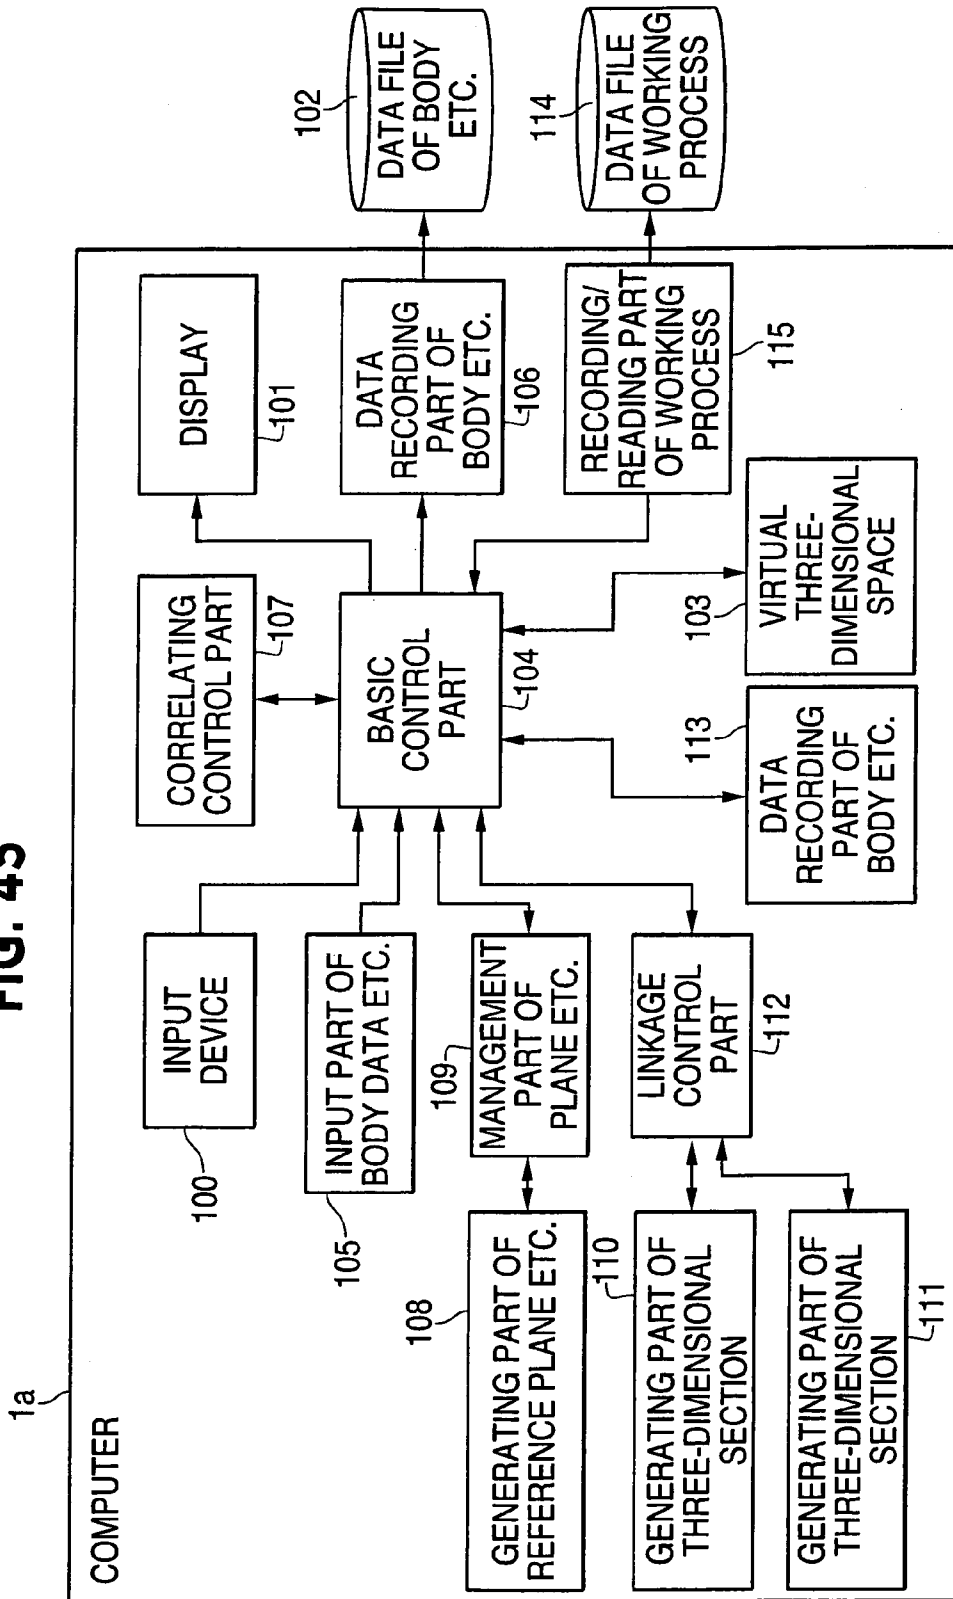 FIG. 43
1a
COMPUTER
INPUT
DEVICE
100
CORRELATING
CONTROL PART
107
DISPLAY
101
INPUT PART OF
BODY DATA ETC.
105
BASIC
CONTROL
PART
104
DATA
RECORDING
PART OF
BODY ETC.
106
DATA FILE
OF BODY
ETC.
102
GENERATING PART OF
REFERENCE PLANE ETC.
108
MANAGEMENT
PART OF
PLANE ETC.
109
RECORDING/
READING PART
OF WORKING
PROCESS
115
DATA FILE
OF WORKING
PROCESS
114
GENERATING PART OF
THREE-DIMENSIONAL
SECTION
110
LINKAGE
CONTROL
PART
112
GENERATING PART OF
THREE-DIMENSIONAL
SECTION
111
DATA
RECORDING
PART OF
BODY ETC.
113
VIRTUAL
THREE-
DIMENSIONAL
SPACE
103